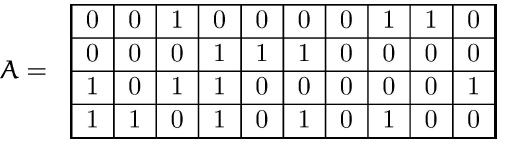 0 0 1 0 0 0 0 1 1 0
0 0 0 1 1 1 0 0 0 0
A = 1 0 1 1 0 0 0 0 0 1
1 1 0 1 0 1 0 1 0 0